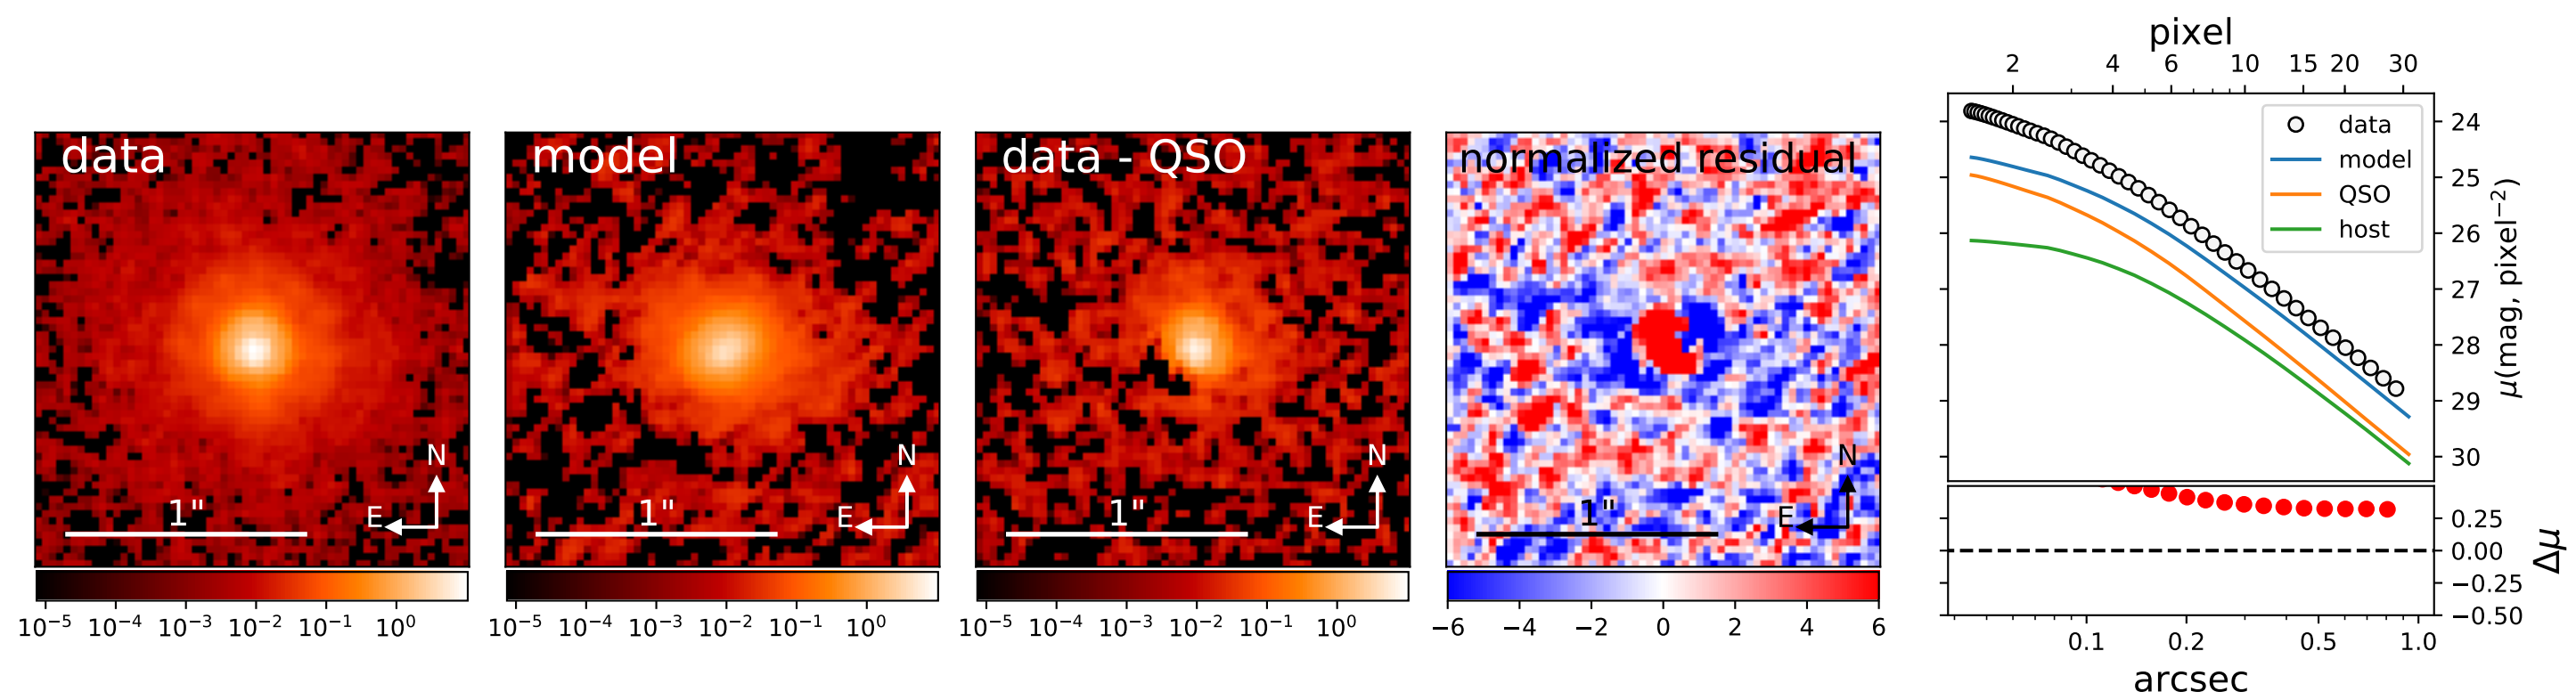 data
N
E
1"
10⁻⁵ 10⁻⁴ 10⁻³ 10⁻² 10⁻¹ 10⁰
model
N
E
1"
10⁻⁵ 10⁻⁴ 10⁻³ 10⁻² 10⁻¹ 10⁰
data - QSO
N
E
1"
10⁻⁵ 10⁻⁴ 10⁻³ 10⁻² 10⁻¹ 10⁰
normalized residual
N
E
1"
−6 −4 −2 0 2 4 6
pixel
2 4 6 10 15 20 30
data
model
QSO
host
24
25
26
27
28
29
30
μ(mag, pixel⁻²)
0.25
0.00
−0.25
−0.50
Δμ
0.1 0.2 0.5 1.0
arcsec